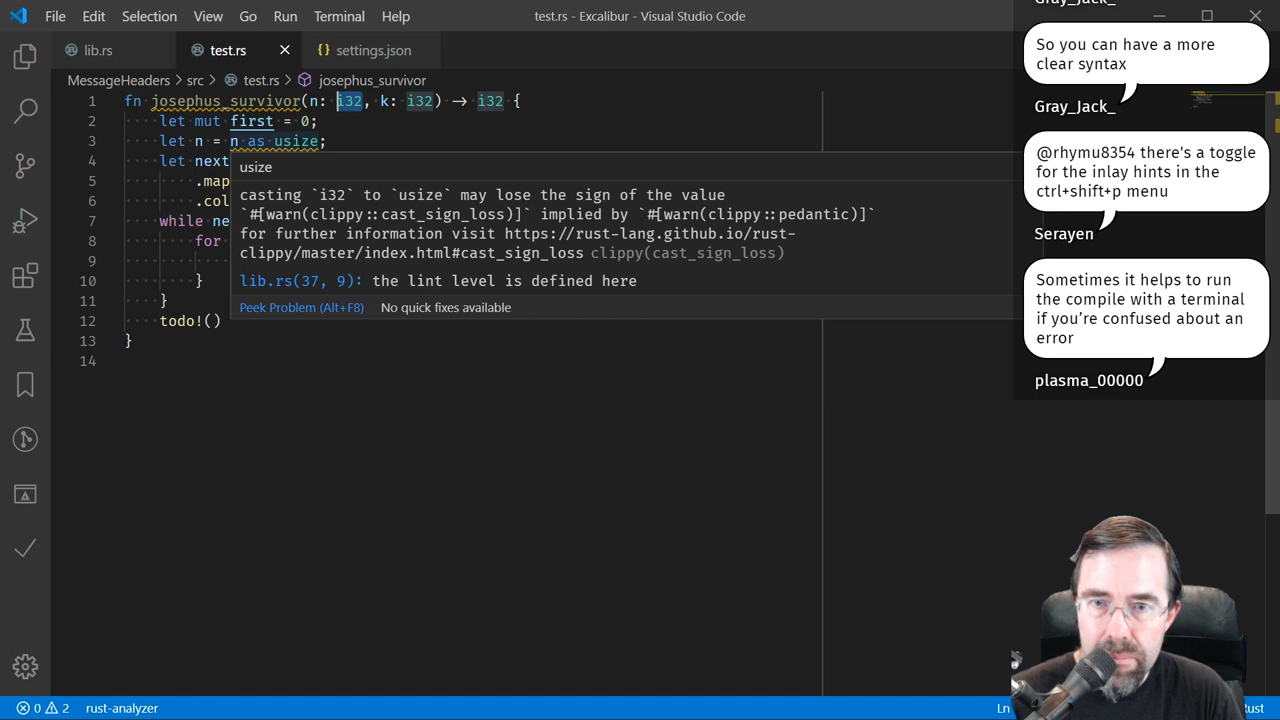 File Edit Selection View Go Run Terminal Help
test.rs - Excalibur - Visual Studio Code
lib.rs test.rs settings.json
MessageHeaders › src › test.rs › josephus_survivor
1 fn josephus_survivor(n: i32, k: i32) -> i32 {
2 ····let mut first = 0;
3 ····let n = n as usize;
4 ····let next
5 ········.map
6 ········.col
7 ····while ne
8 ········for
9
10 ········}
11 ····}
12 ····todo!()
13 }
14
usize
casting `i32` to `usize` may lose the sign of the value
`#[warn(clippy::cast_sign_loss)]` implied by `#[warn(clippy::pedantic)]`
for further information visit https://rust-lang.github.io/rust-
clippy/master/index.html#cast_sign_loss clippy(cast_sign_loss)
lib.rs(37, 9): the lint level is defined here
Peek Problem (Alt+F8) No quick fixes available
Gray_Jack_
So you can have a more
clear syntax
Gray_Jack_
@rhymu8354 there's a toggle
for the inlay hints in the
ctrl+shift+p menu
Serayen
Sometimes it helps to run
the compile with a terminal
if you’re confused about an
error
plasma_00000
0 2 rust-analyzer
Ln
Rust